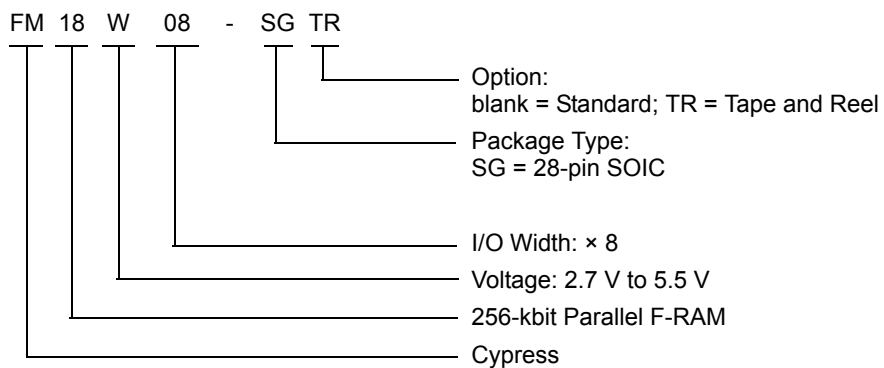 FM 18 W 08 - SG TR
Option:
blank = Standard; TR = Tape and Reel
Package Type:
SG = 28-pin SOIC
I/O Width: × 8
Voltage: 2.7 V to 5.5 V
256-kbit Parallel F-RAM
Cypress